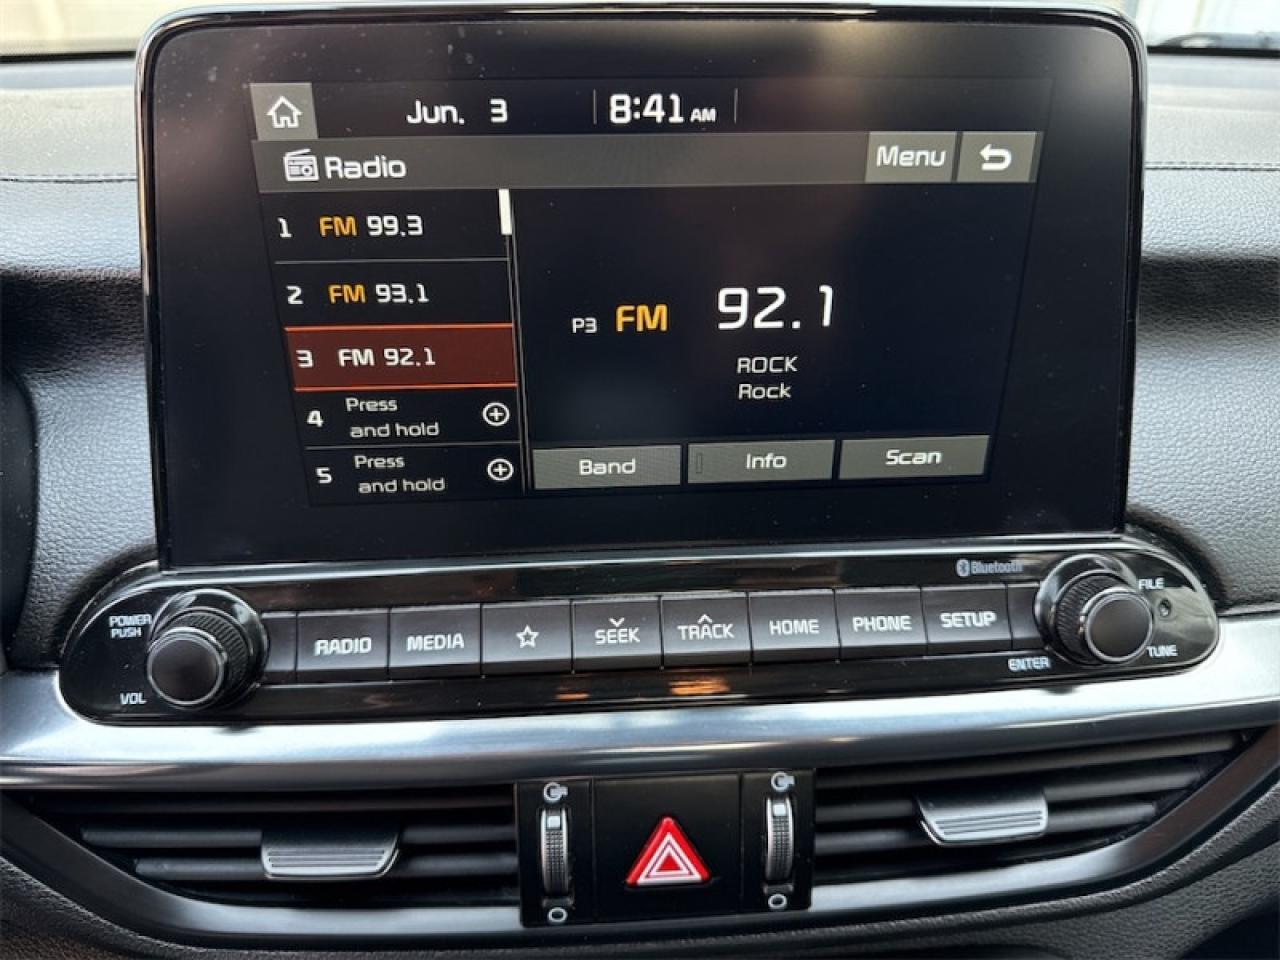 Jun. 3 8:41 AM
Radio Menu
1 FM 99.3
2 FM 93.1
3 FM 92.1
4 Press and hold
5 Press and hold
P3 FM 92.1
ROCK
Rock
Band Info Scan
Bluetooth
POWER PUSH
VOL
RADIO MEDIA SEEK TRACK HOME PHONE SETUP
FILE
TUNE
ENTER